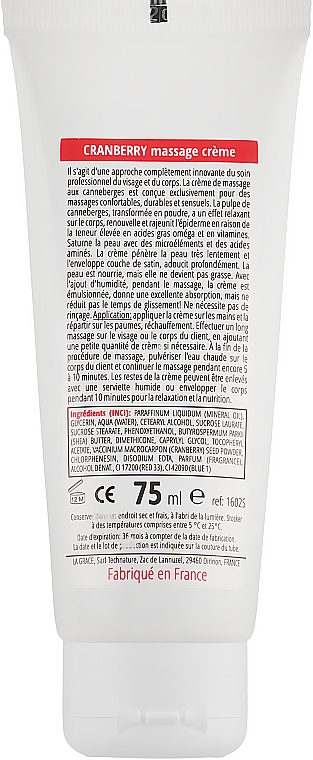 CRANBERRY massage crème
Il s'agit d'une approche complètement innovante du soin
professionnel du visage et du corps. La crème de massage
aux canneberges est conçue exclusivement pour des
massages confortables, durables et sensuels. La pulpe de
canneberges, transformée en poudre, a un effet relaxant
sur le corps, renouvelle et rajeunit l'épiderme en raison de
la teneur élevée en acides gras oméga et en vitamines.
Saturne la peau avec des microéléments et des acides
aminés. La crème pénètre la peau très lentement et
l'enveloppe couche de satin, adoucit profondément. La
peau est nourrie, mais elle ne devient pas grasse. Avec
l'ajout d'humidité, pendant le massage, la crème est
émulsionnée, donne une excellente absorption, mais ne
réduit pas le temps de glissement! Ne nécessite pas de
rinçage. Application: appliquer la crème sur les mains et la
répartir sur les paumes, réchauffement. Effectuer un long
massage sur le visage ou le corps du client, en ajoutant
une petite quantité de crème si nécessaire. À la fin de la
procédure de massage, pulvériser l'eau chaude sur le
corps du client et continuer le massage pendant encore 5
à 10 minutes. Les restes de la crème peuvent être enlevés
avec une serviette humide ou envelopper le corps
pendant 10 minutes pour la relaxation et la nutrition.
Ingrédients (INCI): PARAFFINUM LIQUIDUM (MINERAL OIL),
GLYCERIN, AQUA (WATER), CETEARYL ALCOHOL, SUCROSE LAURATE,
SUCROSE STEARATE, PHENOXYETHANOL, BUTYROSPERMUM PARKII
(SHEA) BUTTER, DIMETHICONE, CAPRYLYL GLYCOL, TOCOPHERYL
ACETATE, VACCINIUM MACROCARPON (CRANBERRY) SEED POWDER,
CHLORPHENESIN, DISODIUM EDTA, PARFUM (FRAGRANCE),
ALCOHOL DENAT., CI 17200 (RED 33), CI 42090 (BLUE 1)
12 M CE 75 ml e ref: 16025
Conserver dans un endroit sec et frais, à l'abri de la lumière. Stocker
à des températures comprises entre 5 °C et 25°C.
Date d'expiration: 36 mois à compter de la date de fabrication.
La date et le lot de production est indiquée sur la couture du tube.
LA GRACE, Sarl Technature, Zac de Lannuzel, 29460 Dirinon, FRANCE
Fabriqué en France